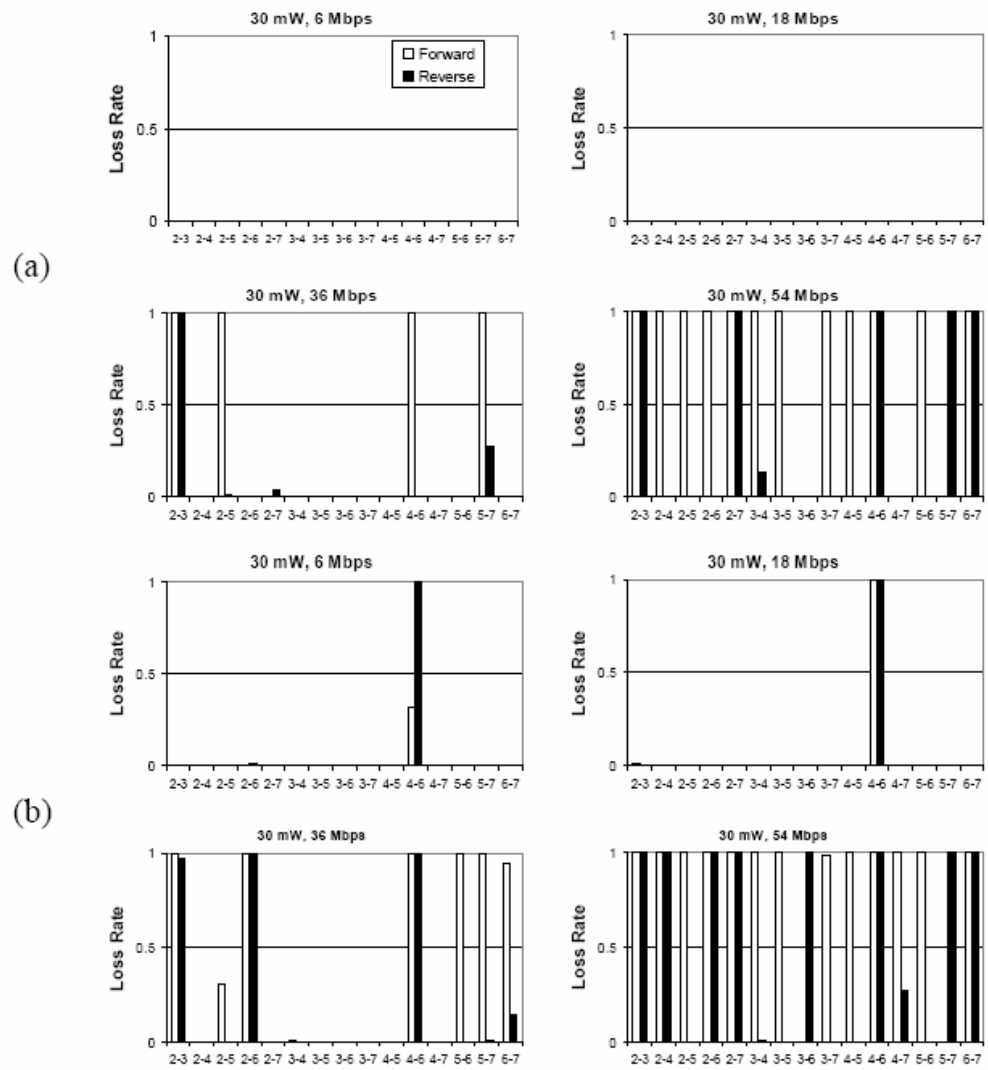 30 mW, 6 Mbps
Loss Rate
1
0.5
0
Forward
Reverse
2-3 2-4 2-5 2-6 2-7 3-4 3-5 3-6 3-7 4-5 4-6 4-7 5-6 5-7 6-7
30 mW, 18 Mbps
Loss Rate
1
0.5
0
2-3 2-4 2-5 2-6 2-7 3-4 3-5 3-6 3-7 4-5 4-6 4-7 5-6 5-7 6-7
(a)
30 mW, 36 Mbps
Loss Rate
1
0.5
0
2-3 2-4 2-5 2-6 2-7 3-4 3-5 3-6 3-7 4-5 4-6 4-7 5-6 5-7 6-7
30 mW, 54 Mbps
Loss Rate
1
0.5
0
2-3 2-4 2-5 2-6 2-7 3-4 3-5 3-6 3-7 4-5 4-6 4-7 5-6 5-7 6-7
30 mW, 6 Mbps
Loss Rate
1
0.5
0
2-3 2-4 2-5 2-6 2-7 3-4 3-5 3-6 3-7 4-5 4-6 4-7 5-6 5-7 6-7
30 mW, 18 Mbps
Loss Rate
1
0.5
0
2-3 2-4 2-5 2-6 2-7 3-4 3-5 3-6 3-7 4-5 4-6 4-7 5-6 5-7 6-7
(b)
30 mW, 36 Mbps
Loss Rate
1
0.5
0
2-3 2-4 2-5 2-6 2-7 3-4 3-5 3-6 3-7 4-5 4-6 4-7 5-6 5-7 6-7
30 mW, 54 Mbps
Loss Rate
1
0.5
0
2-3 2-4 2-5 2-6 2-7 3-4 3-5 3-6 3-7 4-5 4-6 4-7 5-6 5-7 6-7